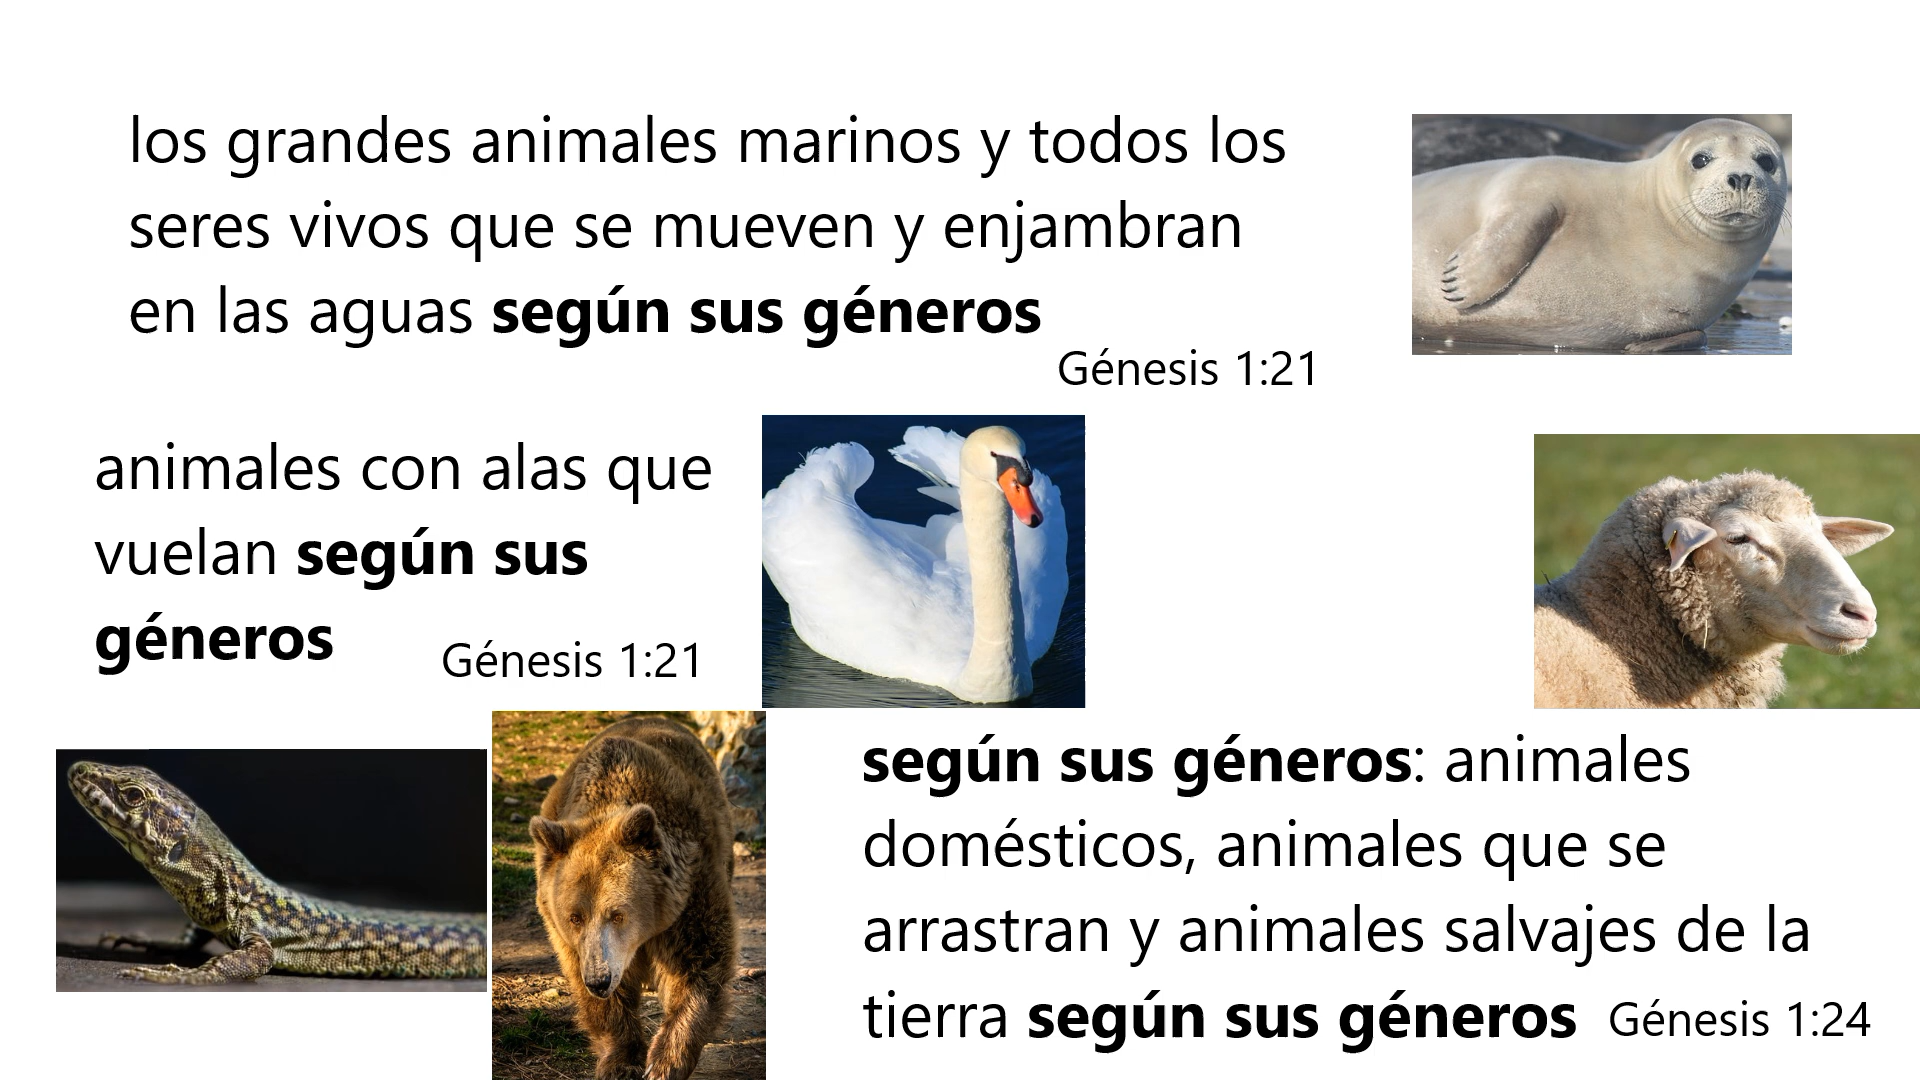 los grandes animales marinos y todos los
seres vivos que se mueven y enjambran
en las aguas según sus géneros
Génesis 1:21
animales con alas que
vuelan según sus
géneros
Génesis 1:21
según sus géneros: animales
domésticos, animales que se
arrastran y animales salvajes de la
tierra según sus géneros Génesis 1:24